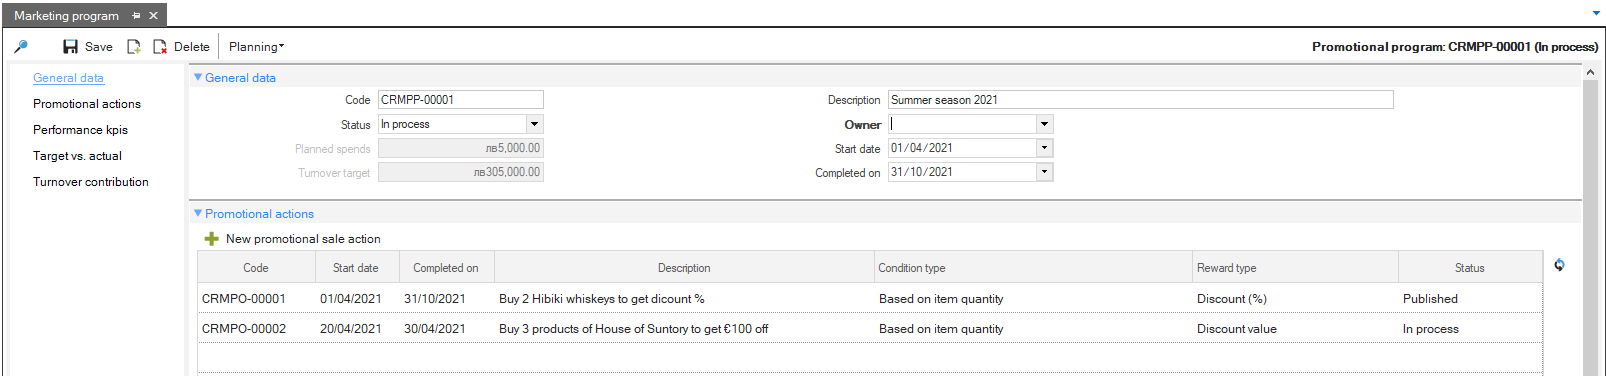 Marketing program
Save Delete Planning Promotional program: CRMPP-00001 (In process)
General data
Promotional actions
Performance kpis
Target vs. actual
Turnover contribution
General data
Code CRMPP-00001 Description Summer season 2021
Status In process Owner
Planned spends лв5,000.00 Start date 01/04/2021
Turnover target лв305,000.00 Completed on 31/10/2021
Promotional actions
New promotional sale action
Code Start date Completed on Description Condition type Reward type Status
CRMPO-00001 01/04/2021 31/10/2021 Buy 2 Hibiki whiskeys to get dicount % Based on item quantity Discount (%) Published
CRMPO-00002 20/04/2021 30/04/2021 Buy 3 products of House of Suntory to get €100 off Based on item quantity Discount value In process